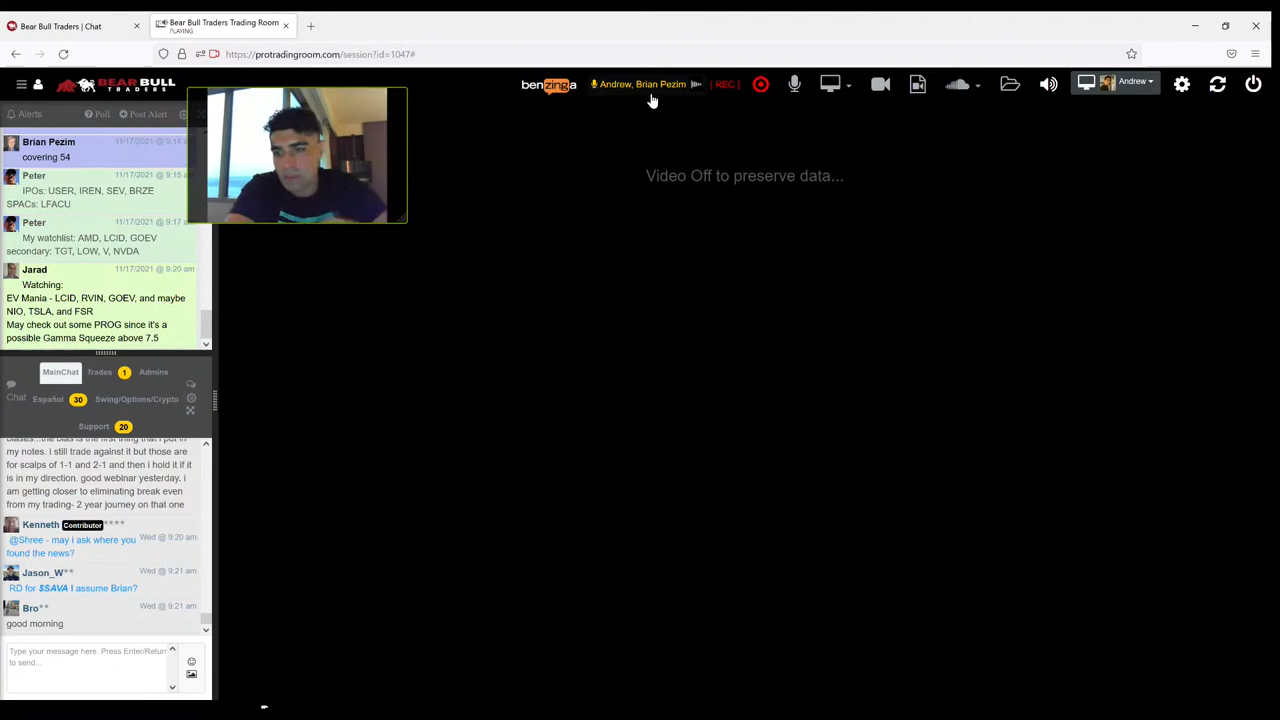 Bear Bull Traders | Chat
Bear Bull Traders Trading Room
PLAYING
https://protradingroom.com/session?id=1047#
BEAR BULL
TRADERS
benzinga
Andrew, Brian Pezim
[ REC ]
Andrew
Alerts
Poll
Post Alert
Brian Pezim
11/17/2021 @ 9:14
covering 54
Peter
11/17/2021 @ 9:15
IPOs: USER, IREN, SEV, BRZE
SPACs: LFACU
Peter
11/17/2021 @ 9:17
My watchlist: AMD, LCID, GOEV
secondary: TGT, LOW, V, NVDA
Jarad
11/17/2021 @ 9:20 am
Watching:
EV Mania - LCID, RVIN, GOEV, and maybe
NIO, TSLA, and FSR
May check out some PROG since it's a
possible Gamma Squeeze above 7.5
Video Off to preserve data...
MainChat
Trades 1
Admins
Chat
Español 30
Swing/Options/Crypto
Support 20
biases...the bias is the first thing that i put in
my notes. i still trade against it but those are
for scalps of 1-1 and 2-1 and then i hold it if it
is in my direction. good webinar yesterday. i
am getting closer to eliminating break even
from my trading- 2 year journey on that one
Kenneth Contributor ****
@Shree - may i ask where you
Wed @ 9:20 am
found the news?
Jason_W**
Wed @ 9:21 am
RD for $SAVA I assume Brian?
Bro**
Wed @ 9:21 am
good morning
Type your message here. Press Enter/Return
to send...